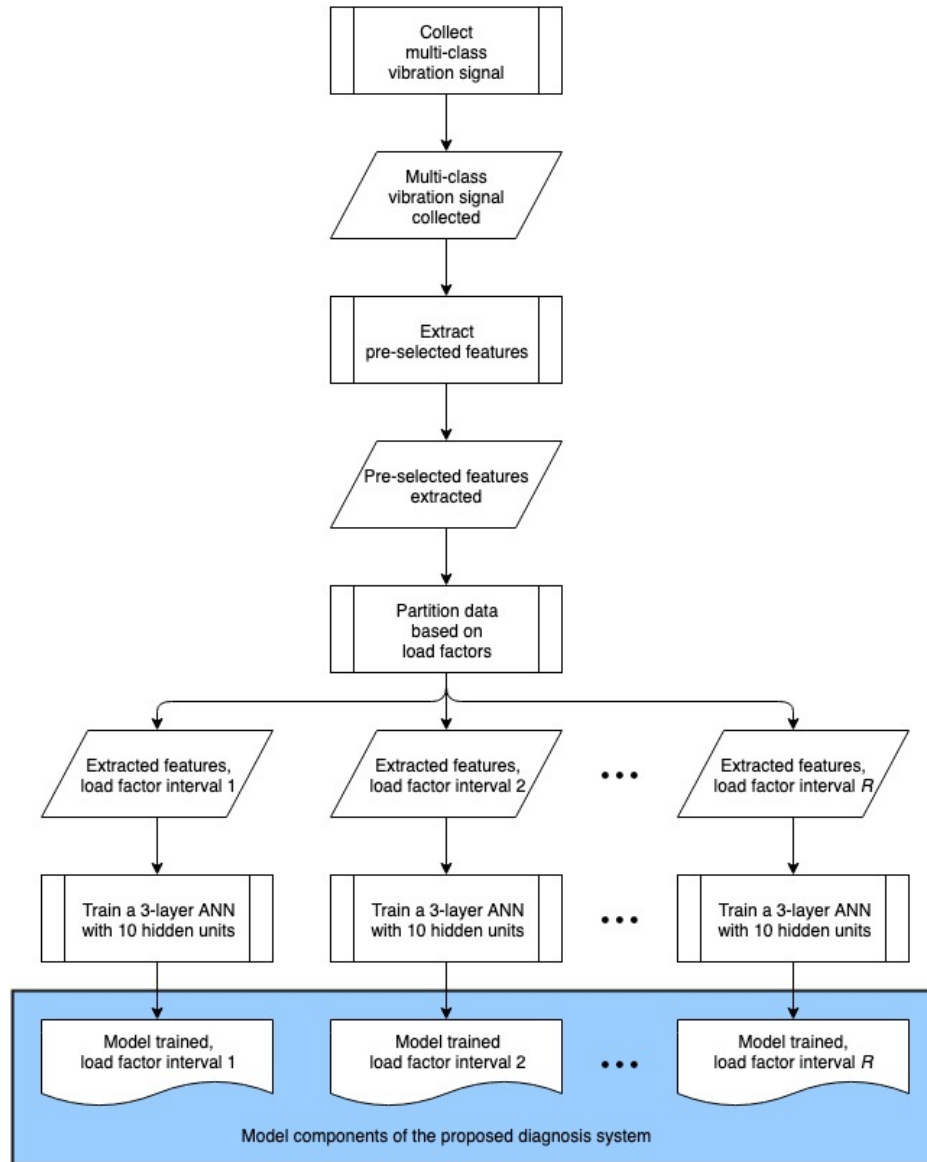 Collect
multi-class
vibration signal
Multi-class
vibration signal
collected
Extract
pre-selected features
Pre-selected features
extracted
Partition data
based on
load factors
Extracted features,
load factor interval 1
Extracted features,
load factor interval 2
•••
Extracted features,
load factor interval R
Train a 3-layer ANN
with 10 hidden units
Train a 3-layer ANN
with 10 hidden units
•••
Train a 3-layer ANN
with 10 hidden units
Model trained,
load factor interval 1
Model trained
load factor interval 2
•••
Model trained,
load factor interval R
Model components of the proposed diagnosis system